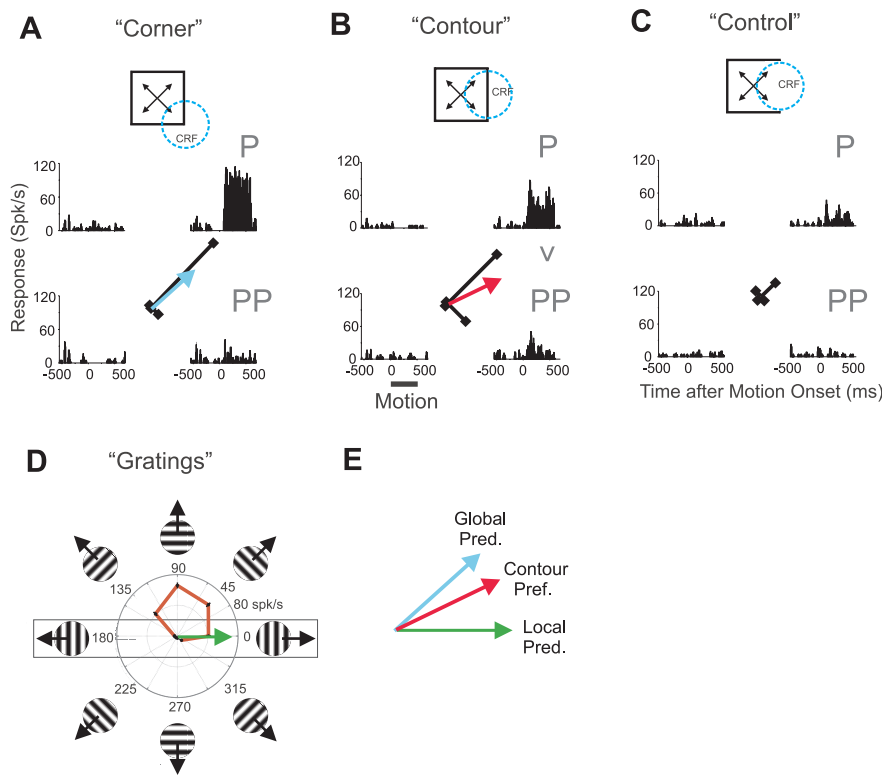 A "Corner"
B "Contour"
C "Control"
CRF
CRF
CRF
P
P
P
120
60
0
120
60
0
120
60
0
Response (Spk/s)
V
PP
PP
PP
120
60
0
120
60
0
120
60
0
-500 0 500 -500 0 500
-500 0 500 -500 0 500
-500 0 500 -500 0 500
Motion
Time after Motion Onset (ms)
D "Gratings"
E
90
135
45
80 spk/s
180
0
225
315
270
Global
Pred.
Contour
Pref.
Local
Pred.